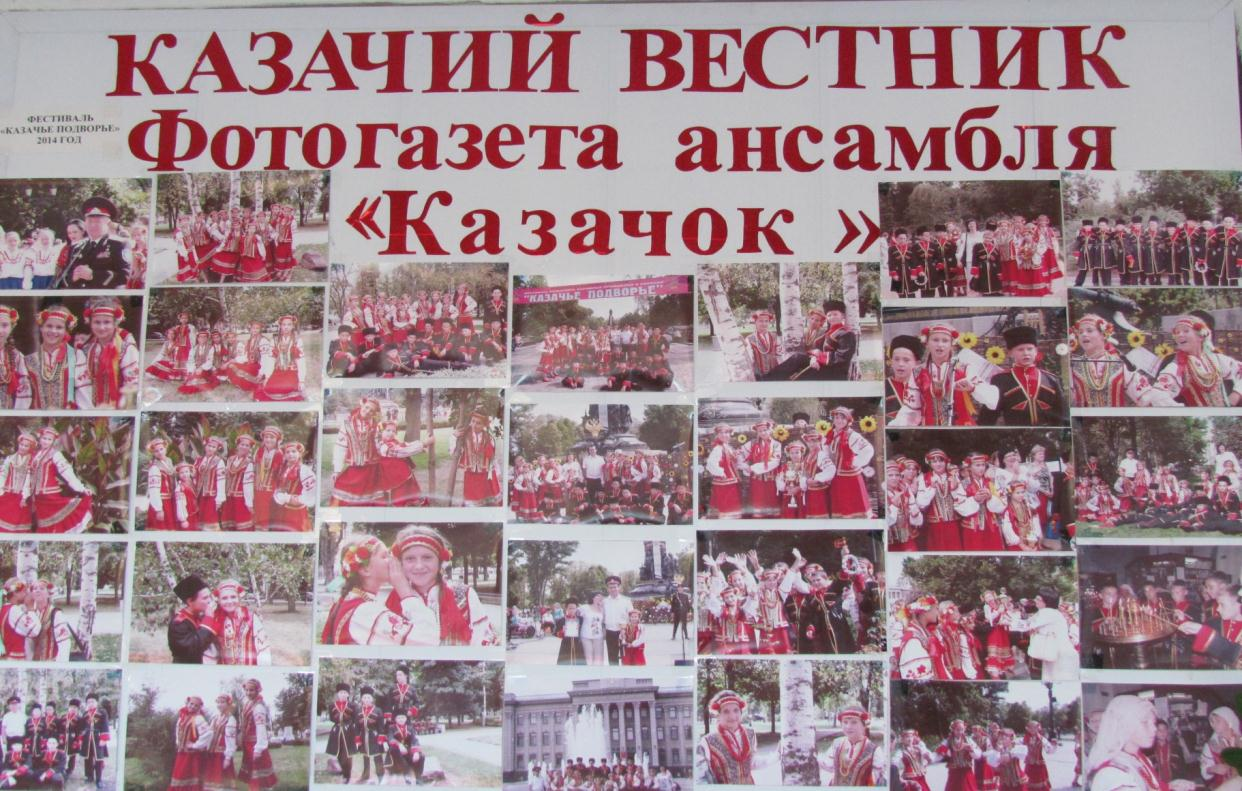 КАЗАЧИЙ ВЕСТНИК
Фотогазета ансамбля
«Казачок»
ФЕСТИВАЛЬ
«КАЗАЧЬЕ ПОДВОРЬЕ»
2014 ГОД
"КАЗАЧЬЕ ПОДВОРЬЕ"